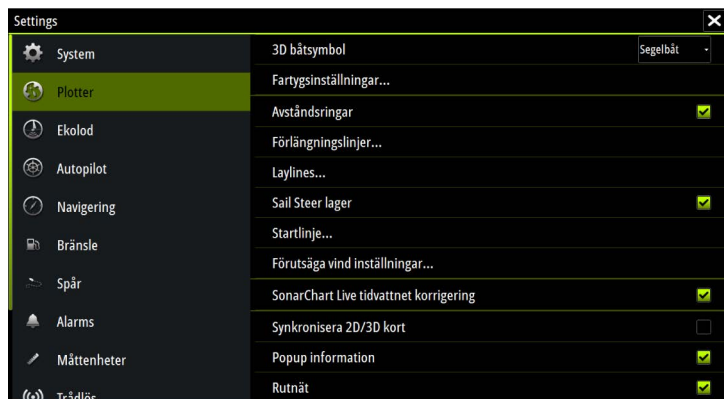 Settings
System
Plotter
Ekolod
Autopilot
Navigering
Bränsle
Spår
Alarms
Måttenheter
Trådlös
3D båtsymbol Segelbåt
Fartygsinställningar...
Avståndsringar
Förlängningslinjer...
Laylines...
Sail Steer lager
Startlinje...
Förutsäga vind inställningar...
SonarChart Live tidvattnet korrigering
Synkronisera 2D/3D kort
Popup information
Rutnät